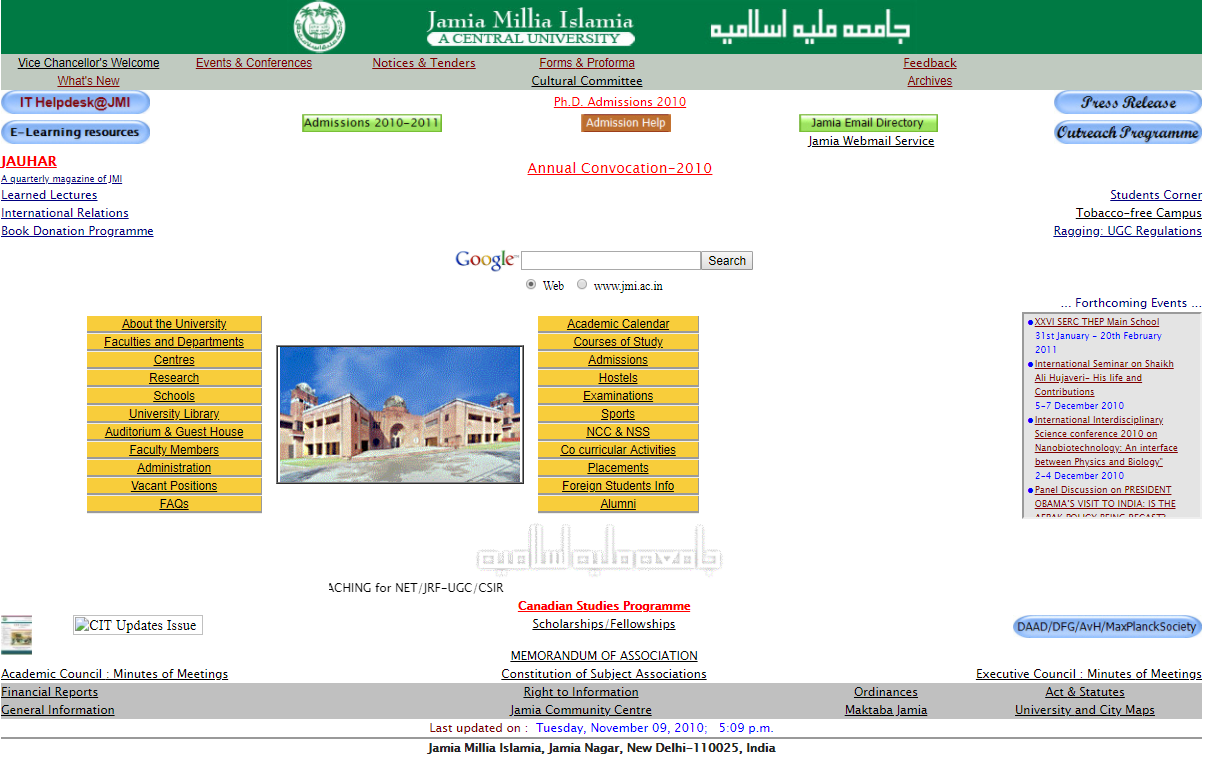 Jamia Millia Islamia
A CENTRAL UNIVERSITY
جامعه مليه اسلاميه
Vice Chancellor's Welcome Events & Conferences Notices & Tenders Forms & Proforma Feedback
What's New Cultural Committee Archives
IT Helpdesk@JMI Ph.D. Admissions 2010 Press Release
E-Learning resources Admissions 2010-2011 Admission Help Jamia Email Directory Outreach Programme
Jamia Webmail Service
JAUHAR
A quarterly magazine of JMI
Annual Convocation-2010
Learned Lectures Students Corner
International Relations Tobacco-free Campus
Book Donation Programme Ragging: UGC Regulations
Google™ Search
Web www.jmi.ac.in
... Forthcoming Events ...
About the University
Faculties and Departments
Centres
Research
Schools
University Library
Auditorium & Guest House
Faculty Members
Administration
Vacant Positions
FAQs
Academic Calendar
Courses of Study
Admissions
Hostels
Examinations
Sports
NCC & NSS
Co curricular Activities
Placements
Foreign Students Info
Alumni
XXVI SERC THEP Main School
31st January - 20th February
2011
International Seminar on Shaikh
Ali Hujaveri- His life and
Contributions
5-7 December 2010
International Interdisciplinary
Science conference 2010 on
Nanobiotechnology: An interface
between Physics and Biology"
2-4 December 2010
Panel Discussion on PRESIDENT
OBAMA'S VISIT TO INDIA: IS THE
AFPAK POLICY BEING RECAST?
جامعه مليه اسلاميه
ACHING for NET/JRF-UGC/CSIR
Canadian Studies Programme
CIT Updates Issue Scholarships/Fellowships DAAD/DFG/AvH/MaxPlanckSociety
MEMORANDUM OF ASSOCIATION
Academic Council : Minutes of Meetings Constitution of Subject Associations Executive Council : Minutes of Meetings
Financial Reports Right to Information Ordinances Act & Statutes
General Information Jamia Community Centre Maktaba Jamia University and City Maps
Last updated on : Tuesday, November 09, 2010; 5:09 p.m.
Jamia Millia Islamia, Jamia Nagar, New Delhi-110025, India